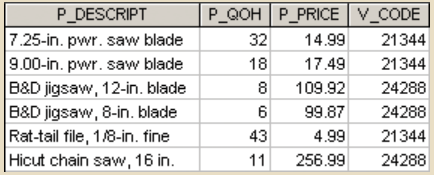 P_DESCRIPT P_QOH P_PRICE V_CODE
7.25-in. pwr. saw blade 32 14.99 21344
9.00-in. pwr. saw blade 18 17.49 21344
B&D jigsaw, 12-in. blade 8 109.92 24288
B&D jigsaw, 8-in. blade 6 99.87 24288
Rat-tail file, 1/8-in. fine 43 4.99 21344
Hicut chain saw, 16 in. 11 256.99 24288